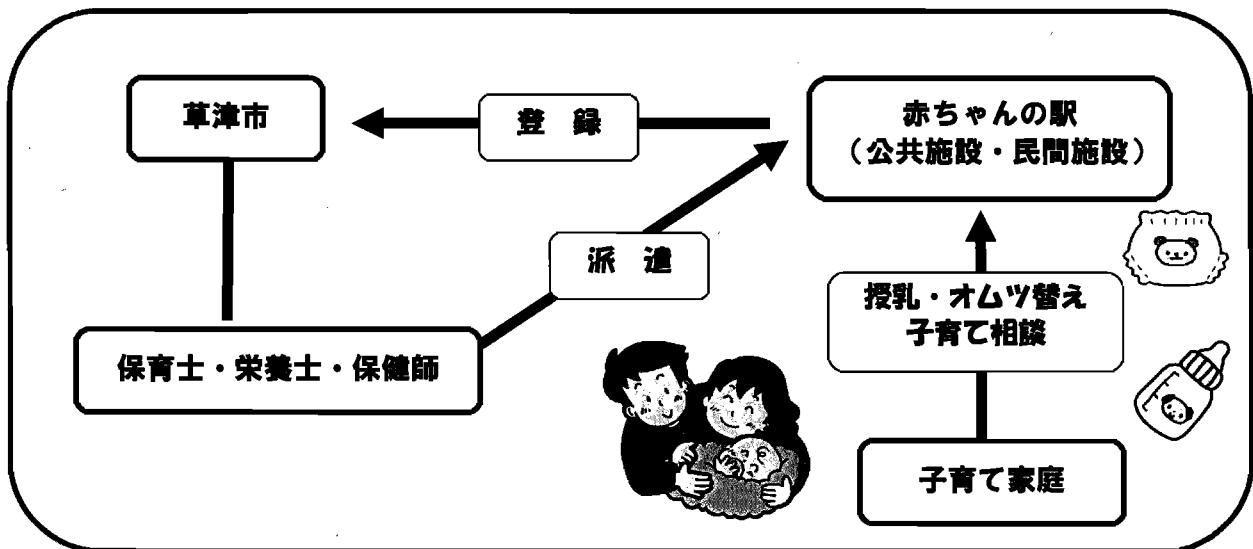 草津市
登 録
赤ちゃんの駅
（公共施設・民間施設）
派 遣
授乳・オムツ替え
子育て相談
保育士・栄養士・保健師
子育て家庭